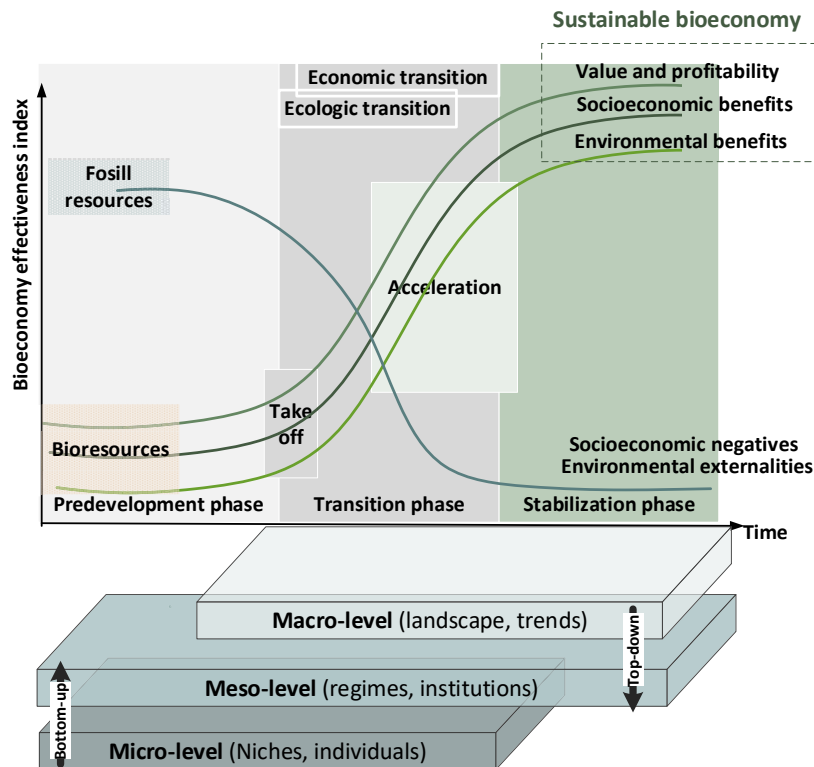 Sustainable bioeconomy
Economic transition
Value and profitability
Ecologic transition
Socioeconomic benefits
Environmental benefits
Bioeconomy effectiveness index
Fosill
resources
Acceleration
Take
off
Bioresources
Socioeconomic negatives
Environmental externalities
Predevelopment phase
Transition phase
Stabilization phase
Time
Macro-level (landscape, trends)
Top-down
Meso-level (regimes, institutions)
Bottom-up
Micro-level (Niches, individuals)